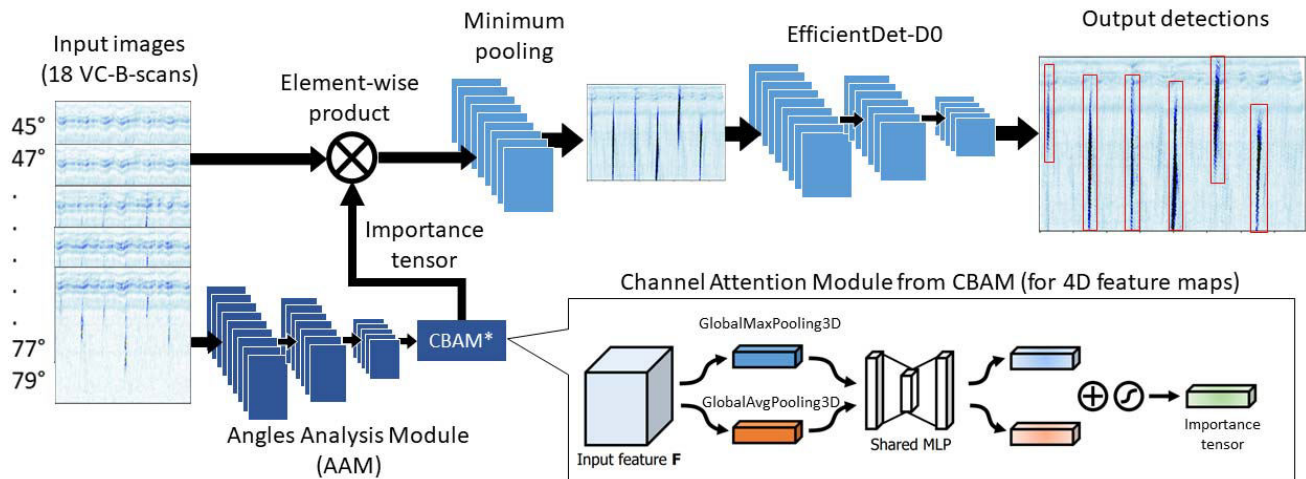 Input images
(18 VC-B-scans)
45°
47°
.
.
.
.
77°
79°
Element-wise
product
Minimum
pooling
EfficientDet-D0
Output detections
Importance
tensor
CBAM*
Angles Analysis Module
(AAM)
Channel Attention Module from CBAM (for 4D feature maps)
GlobalMaxPooling3D
GlobalAvgPooling3D
Input feature F
Shared MLP
Importance
tensor